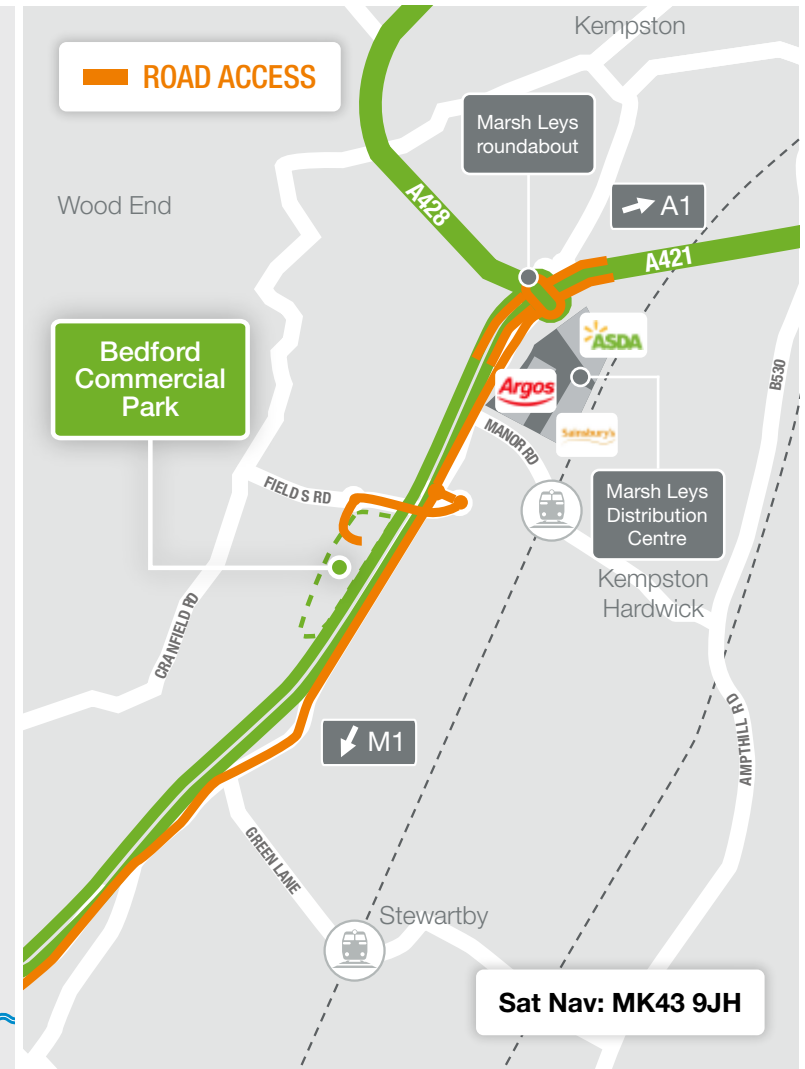 Kempston
ROAD ACCESS
Marsh Leys
roundabout
Wood End
A428
A1
A421
Bedford
Commercial
Park
ASDA
B530
Argos
Sainsbury's
MANOR RD
FIELDS RD
Marsh Leys
Distribution
Centre
Kempston
Hardwick
CRANFIELD RD
AMPTHILL RD
M1
GREEN LANE
Stewartby
Sat Nav: MK43 9JH